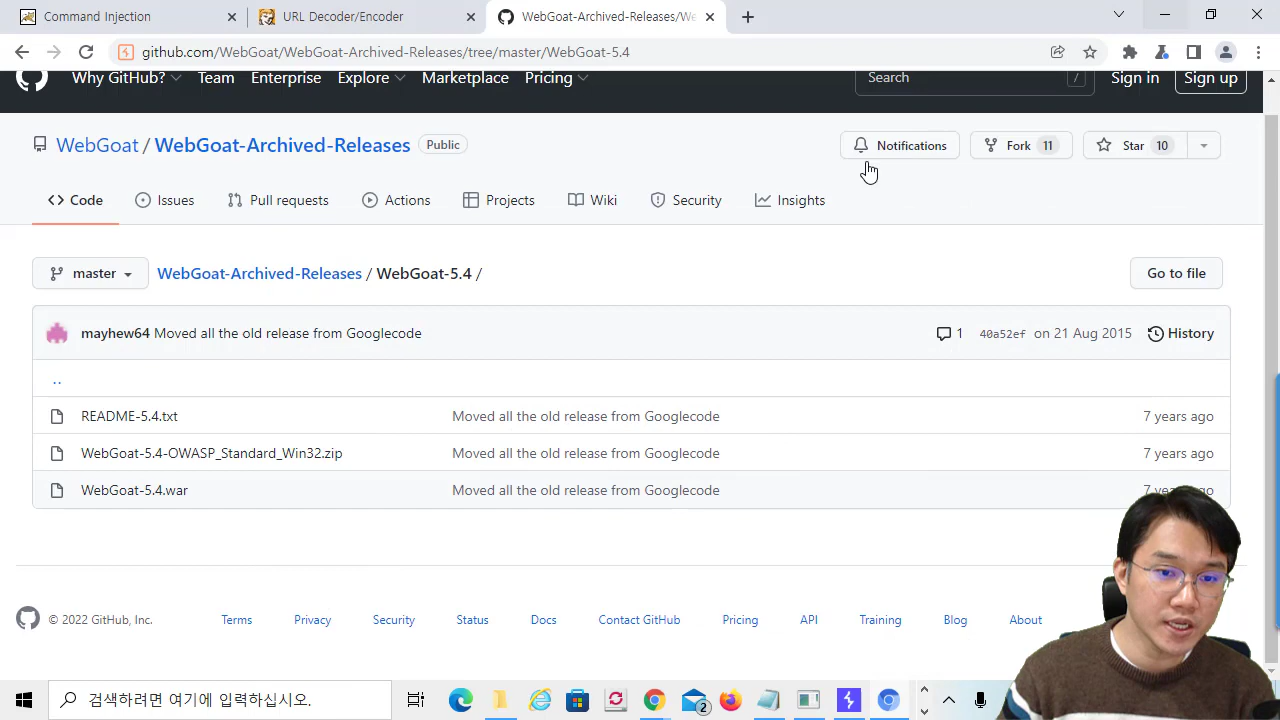 Command Injection
URL Decoder/Encoder
WebGoat-Archived-Releases/We
github.com/WebGoat/WebGoat-Archived-Releases/tree/master/WebGoat-5.4
Why GitHub? Team Enterprise Explore Marketplace Pricing Search / Sign in Sign up
WebGoat / WebGoat-Archived-Releases Public Notifications Fork 11 Star 10
Code Issues Pull requests Actions Projects Wiki Security Insights
master WebGoat-Archived-Releases / WebGoat-5.4 / Go to file
mayhew64 Moved all the old release from Googlecode 1 40a52ef on 21 Aug 2015 History
..
README-5.4.txt Moved all the old release from Googlecode 7 years ago
WebGoat-5.4-OWASP_Standard_Win32.zip Moved all the old release from Googlecode 7 years ago
WebGoat-5.4.war Moved all the old release from Googlecode 7 years ago
© 2022 GitHub, Inc. Terms Privacy Security Status Docs Contact GitHub Pricing API Training Blog About
검색하려면 여기에 입력하십시오.
2